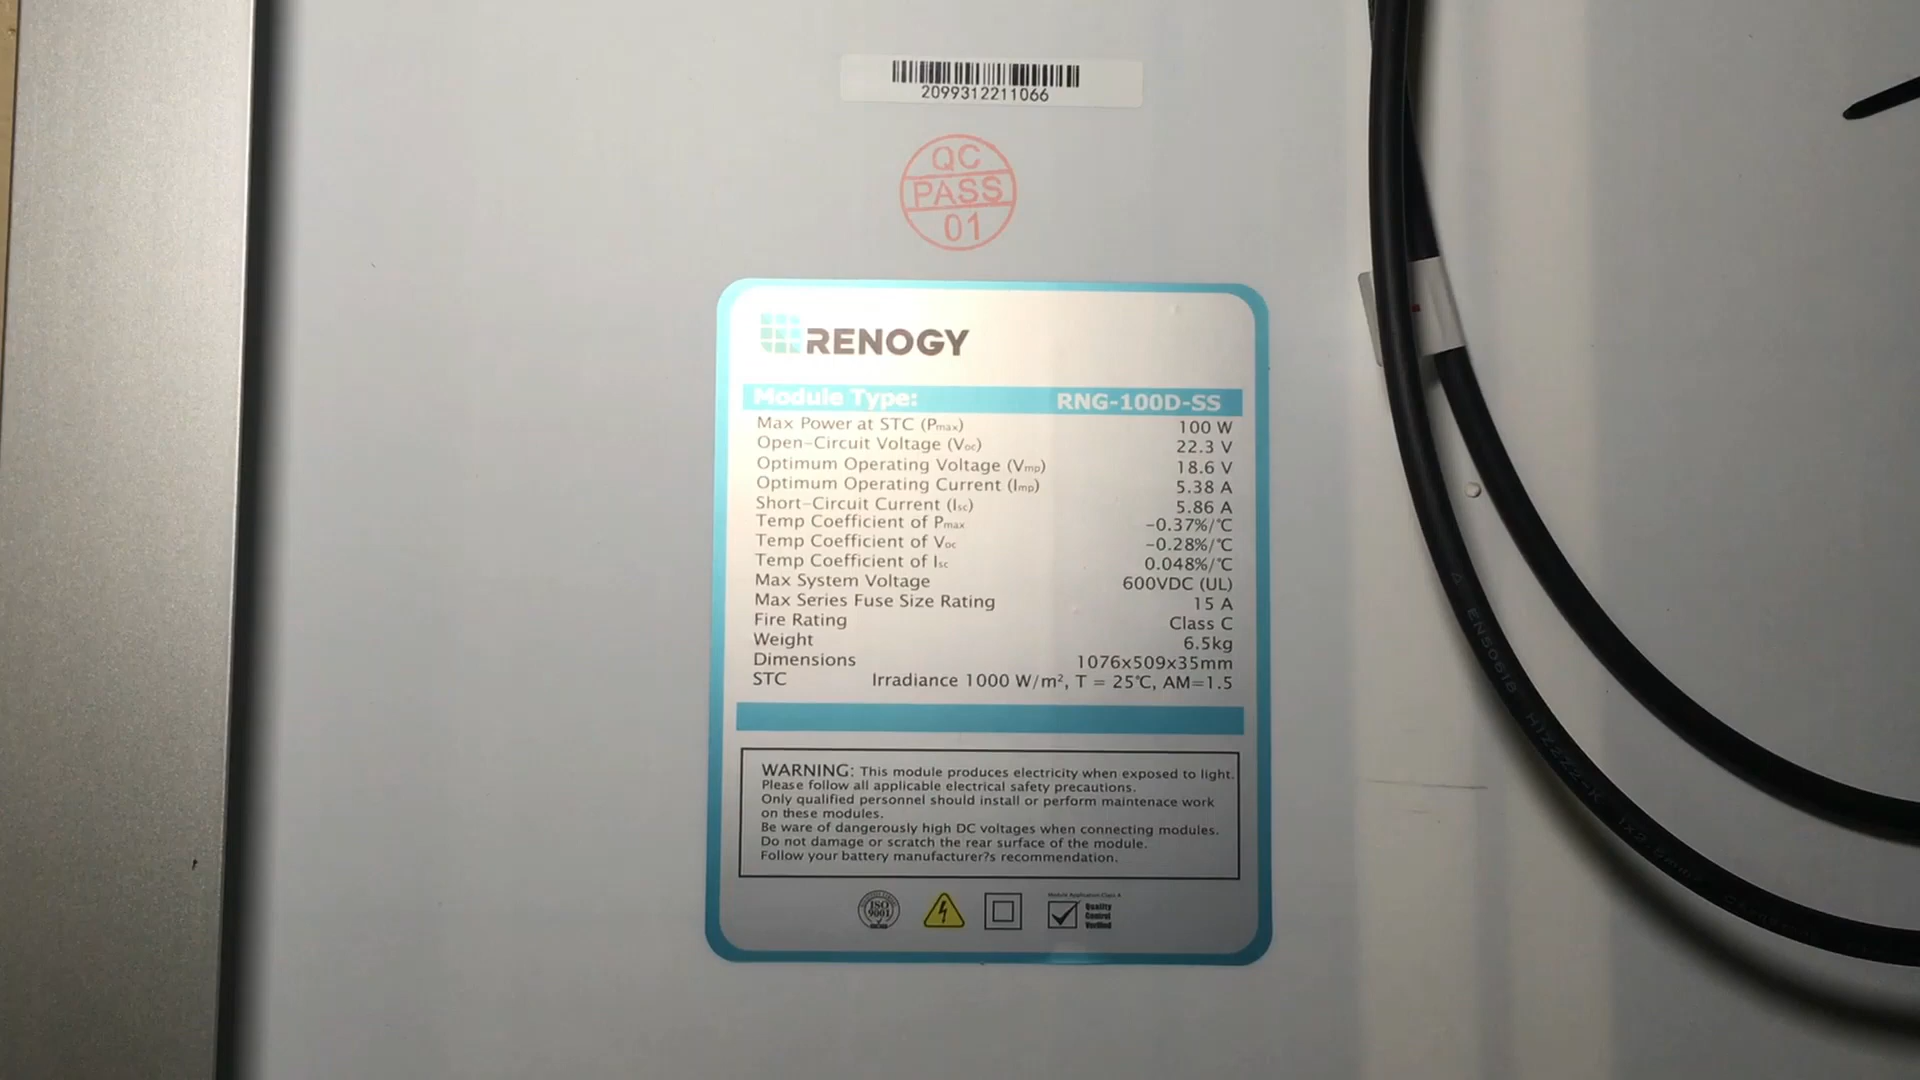 2099312211066
QC
PASS
01
RENOGY
Module Type: RNG-100D-SS
Max Power at STC (Pmax) 100 W
Open-Circuit Voltage (Voc) 22.3 V
Optimum Operating Voltage (Vmp) 18.6 V
Optimum Operating Current (Imp) 5.38 A
Short-Circuit Current (Isc) 5.86 A
Temp Coefficient of Pmax -0.37%/℃
Temp Coefficient of Voc -0.28%/℃
Temp Coefficient of Isc 0.048%/℃
Max System Voltage 600VDC (UL)
Max Series Fuse Size Rating 15 A
Fire Rating Class C
Weight 6.5kg
Dimensions 1076x509x35mm
STC Irradiance 1000 W/m², T = 25℃, AM=1.5
WARNING: This module produces electricity when exposed to light.
Please follow all applicable electrical safety precautions.
Only qualified personnel should install or perform maintenace work
on these modules.
Be ware of dangerously high DC voltages when connecting modules.
Do not damage or scratch the rear surface of the module.
Follow your battery manufacturer?s recommendation.
ISO
9001
Module Application Class A
Quality
Control
Verified
EN50618 H1Z2Z2-K